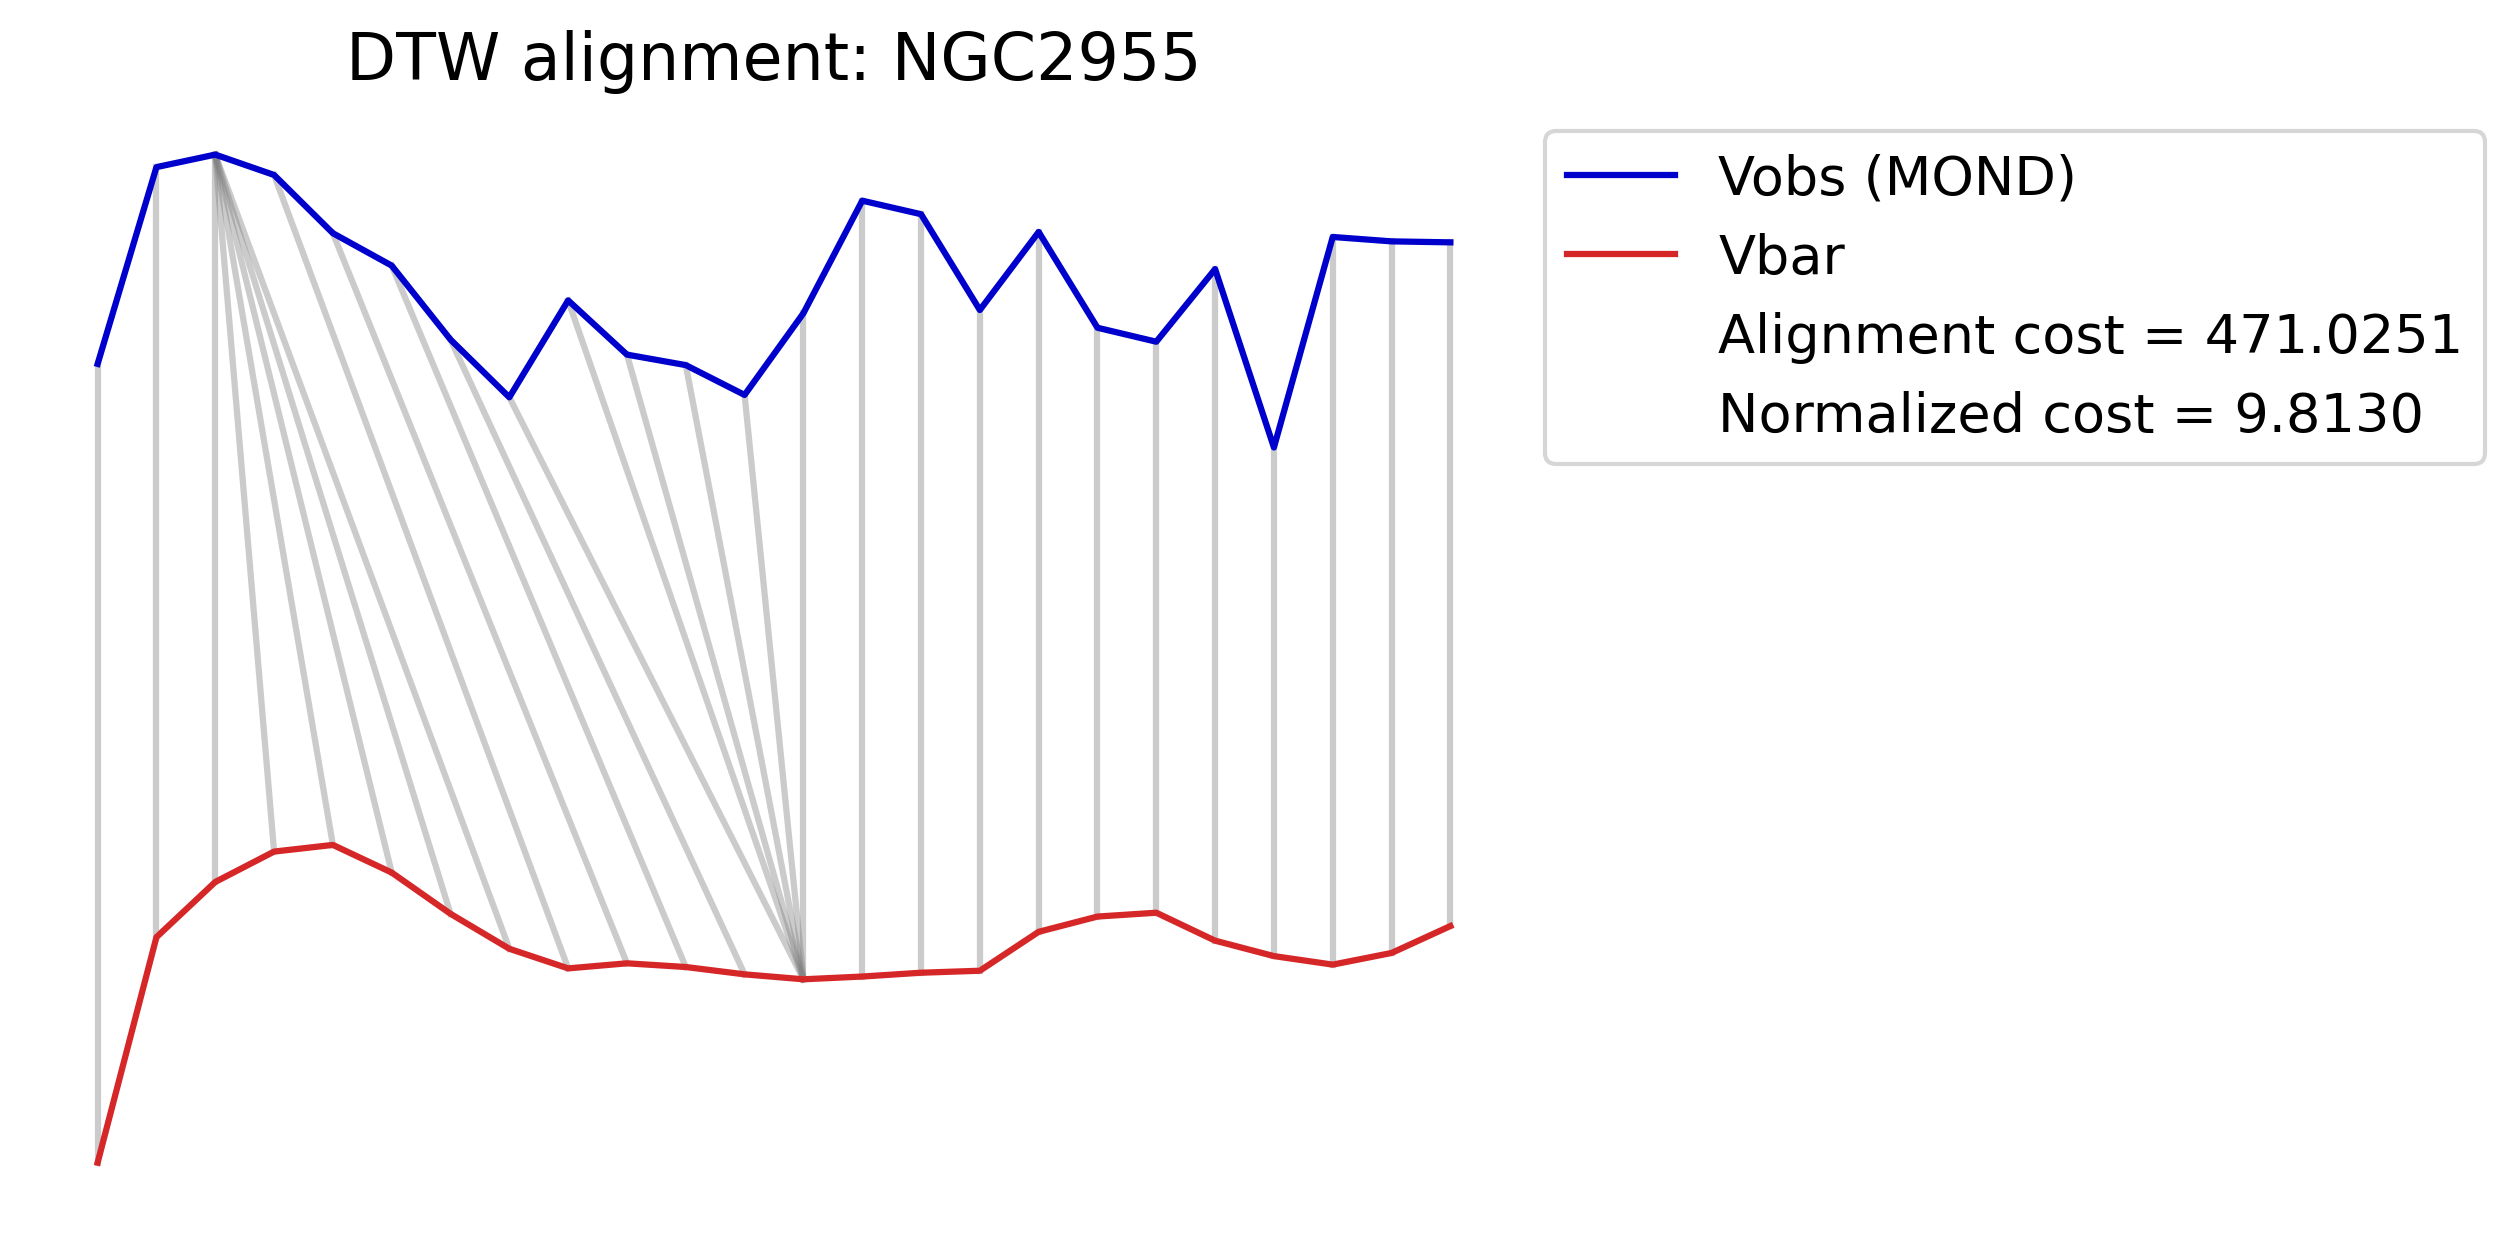 DTW alignment: NGC2955
Vobs (MOND)
Vbar
Alignment cost = 471.0251
Normalized cost = 9.8130